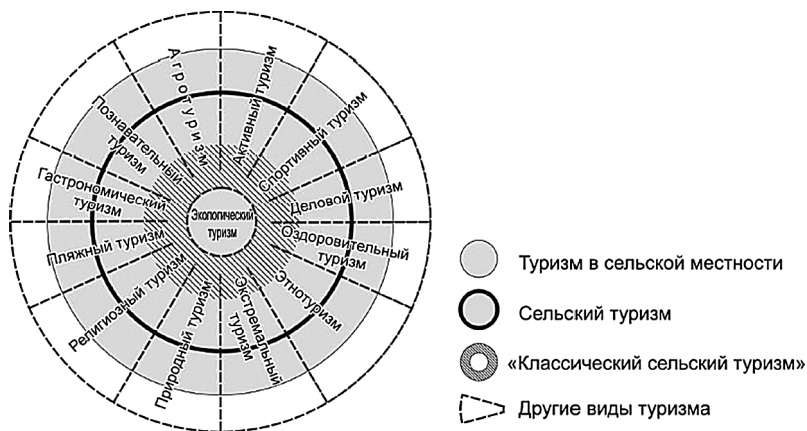 Агротуризм
Активный туризм
Спортивный туризм
Деловой туризм
Оздоровительный
туризм
Этнотуризм
Экстремальный
туризм
Природный туризм
Религиозный туризм
Пляжный туризм
Гастрономический
туризм
Познавательный
туризм
Экологический
туризм
Туризм в сельской местности
Сельский туризм
«Классический сельский туризм»
Другие виды туризма